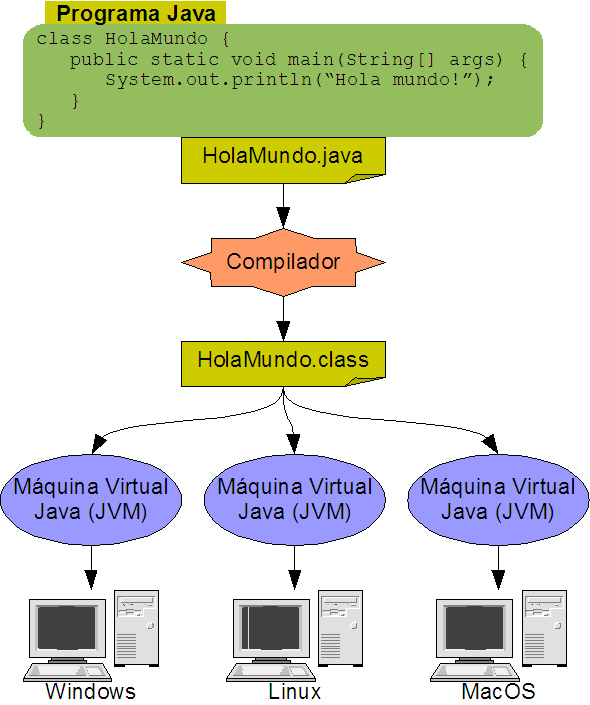 Programa Java
class HolaMundo {
public static void main(String[] args) {
System.out.println(“Hola mundo!”);
}
}
HolaMundo.java
Compilador
HolaMundo.class
Máquina Virtual
Java (JVM)
Máquina Virtual
Java (JVM)
Máquina Virtual
Java (JVM)
Windows
Linux
MacOS